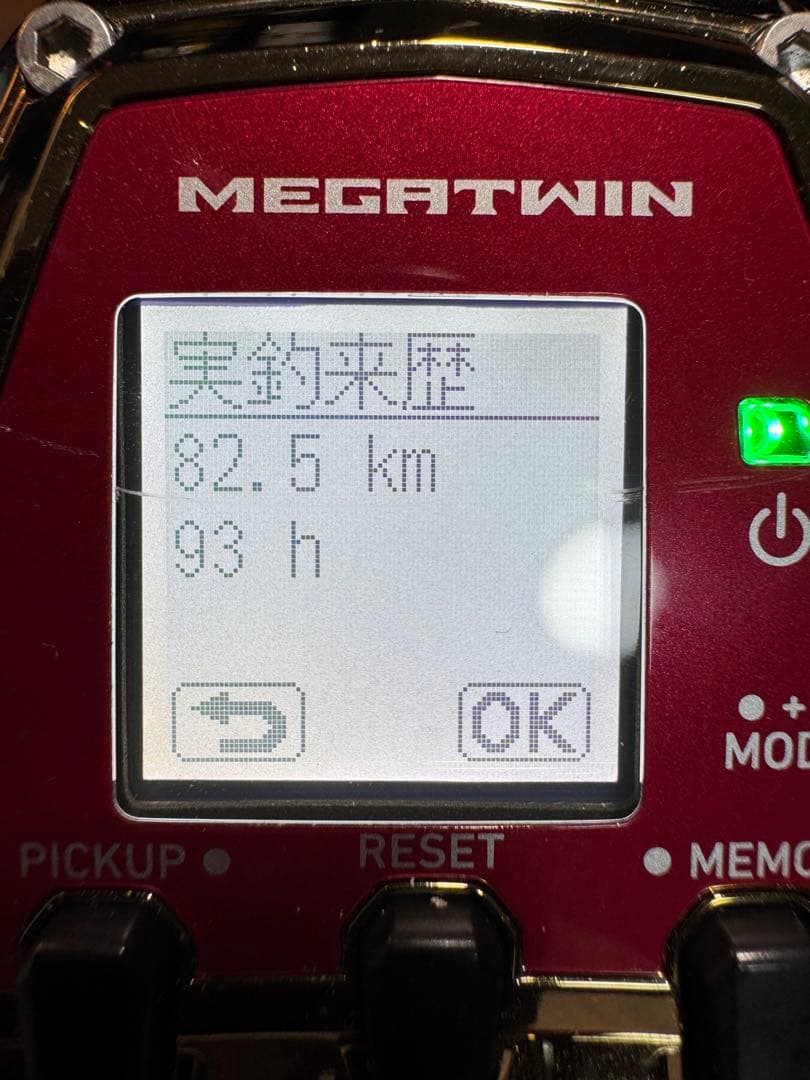 MEGATWIN
実釣来歴
82.5 km
93 h
OK
MOD
PICKUP
RESET
MEMO